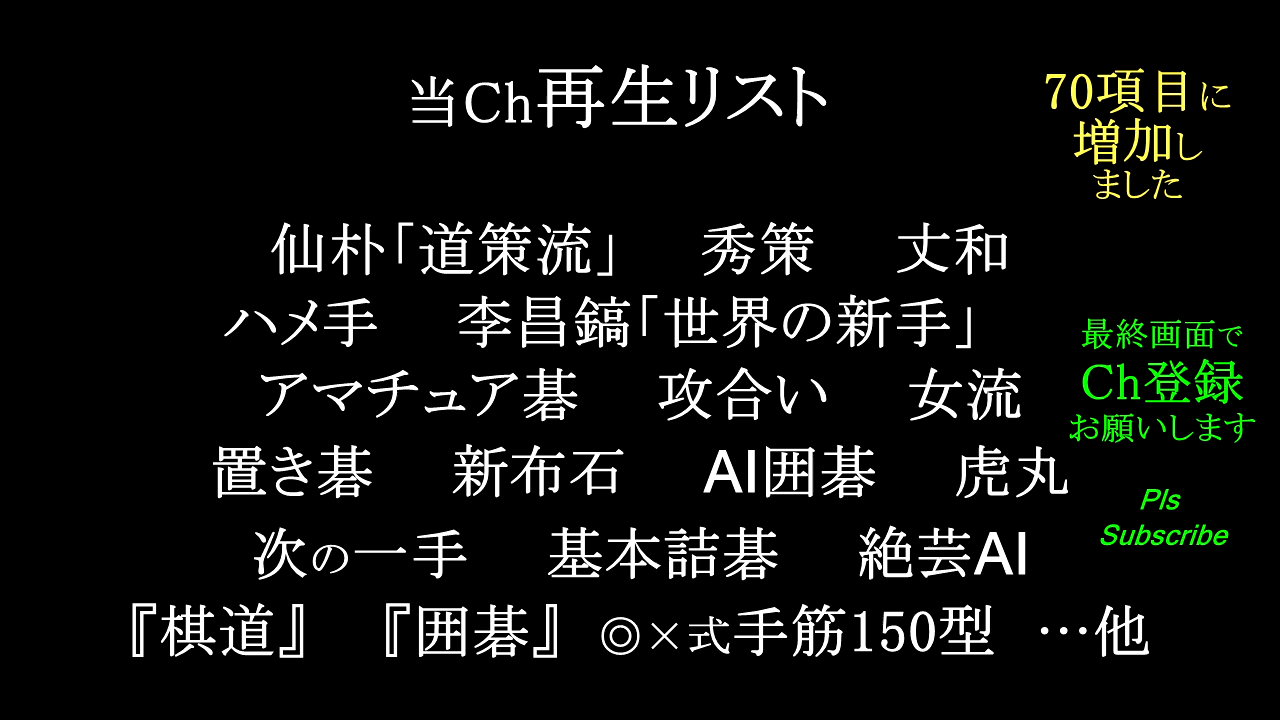 当Ch再生リスト
70項目に
増加し
ました
仙朴「道策流」 秀策 丈和
ハメ手 李昌鎬「世界の新手」
アマチュア碁 攻合い 女流
置き碁 新布石 AI囲碁 虎丸
次の一手 基本詰碁 絶芸AI
『棋道』 『囲碁』 ◎×式手筋150型 …他
最終画面で
Ch登録
お願いします
Pls
Subscribe